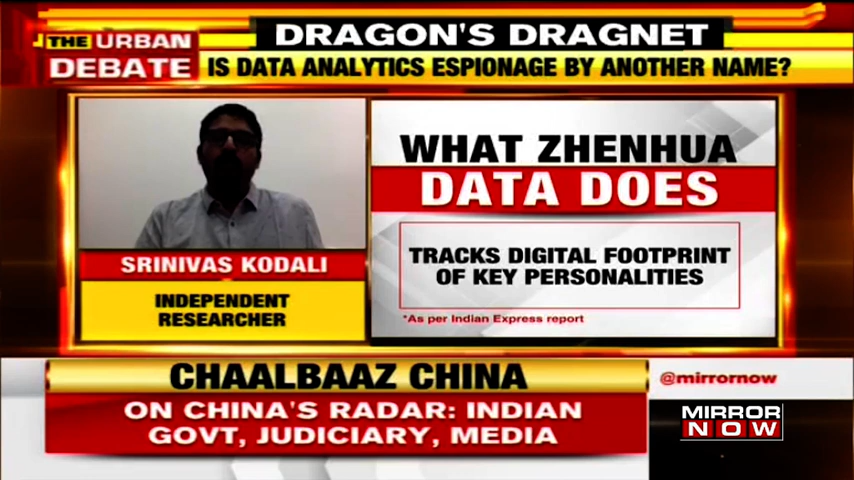 THE URBAN
DEBATE
DRAGON'S DRAGNET
IS DATA ANALYTICS ESPIONAGE BY ANOTHER NAME?
SRINIVAS KODALI
INDEPENDENT
RESEARCHER
WHAT ZHENHUA
DATA DOES
TRACKS DIGITAL FOOTPRINT
OF KEY PERSONALITIES
*As per Indian Express report
CHAALBAAZ CHINA
ON CHINA'S RADAR: INDIAN
GOVT, JUDICIARY, MEDIA
@mirrornow
MIRROR
NOW